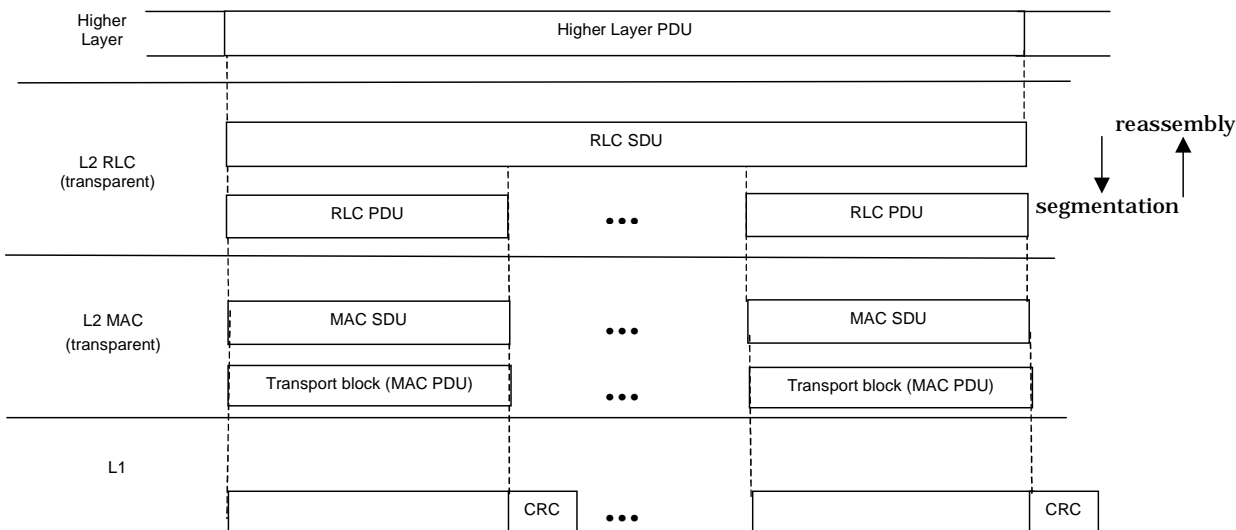 Higher
Layer
Higher Layer PDU
RLC SDU
reassembly
L2 RLC
(transparent)
RLC PDU
•••
RLC PDU
segmentation
L2 MAC
(transparent)
MAC SDU
•••
MAC SDU
Transport block (MAC PDU)
•••
Transport block (MAC PDU)
L1
CRC
•••
CRC